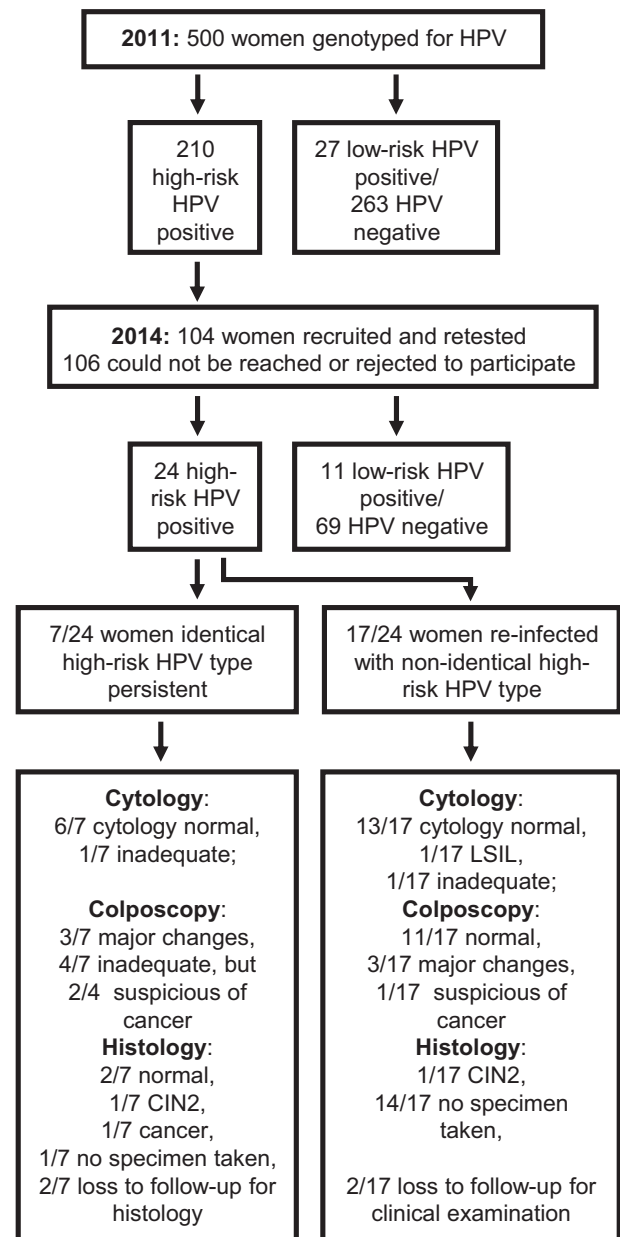 2011: 500 women genotyped for HPV
210
high-risk
HPV
positive
27 low-risk HPV
positive/
263 HPV
negative
2014: 104 women recruited and retested
106 could not be reached or rejected to participate
24 high-
risk HPV
positive
11 low-risk HPV
positive/
69 HPV negative
7/24 women identical
high-risk HPV type
persistent
17/24 women re-infected
with non-identical high-
risk HPV type
Cytology:
6/7 cytology normal,
1/7 inadequate;
Colposcopy:
3/7 major changes,
4/7 inadequate, but
2/4 suspicious of
cancer
Histology:
2/7 normal,
1/7 CIN2,
1/7 cancer,
1/7 no specimen taken,
2/7 loss to follow-up for
histology
Cytology:
13/17 cytology normal,
1/17 LSIL,
1/17 inadequate;
Colposcopy:
11/17 normal,
3/17 major changes,
1/17 suspicious of
cancer
Histology:
1/17 CIN2,
14/17 no specimen
taken,
2/17 loss to follow-up for
clinical examination